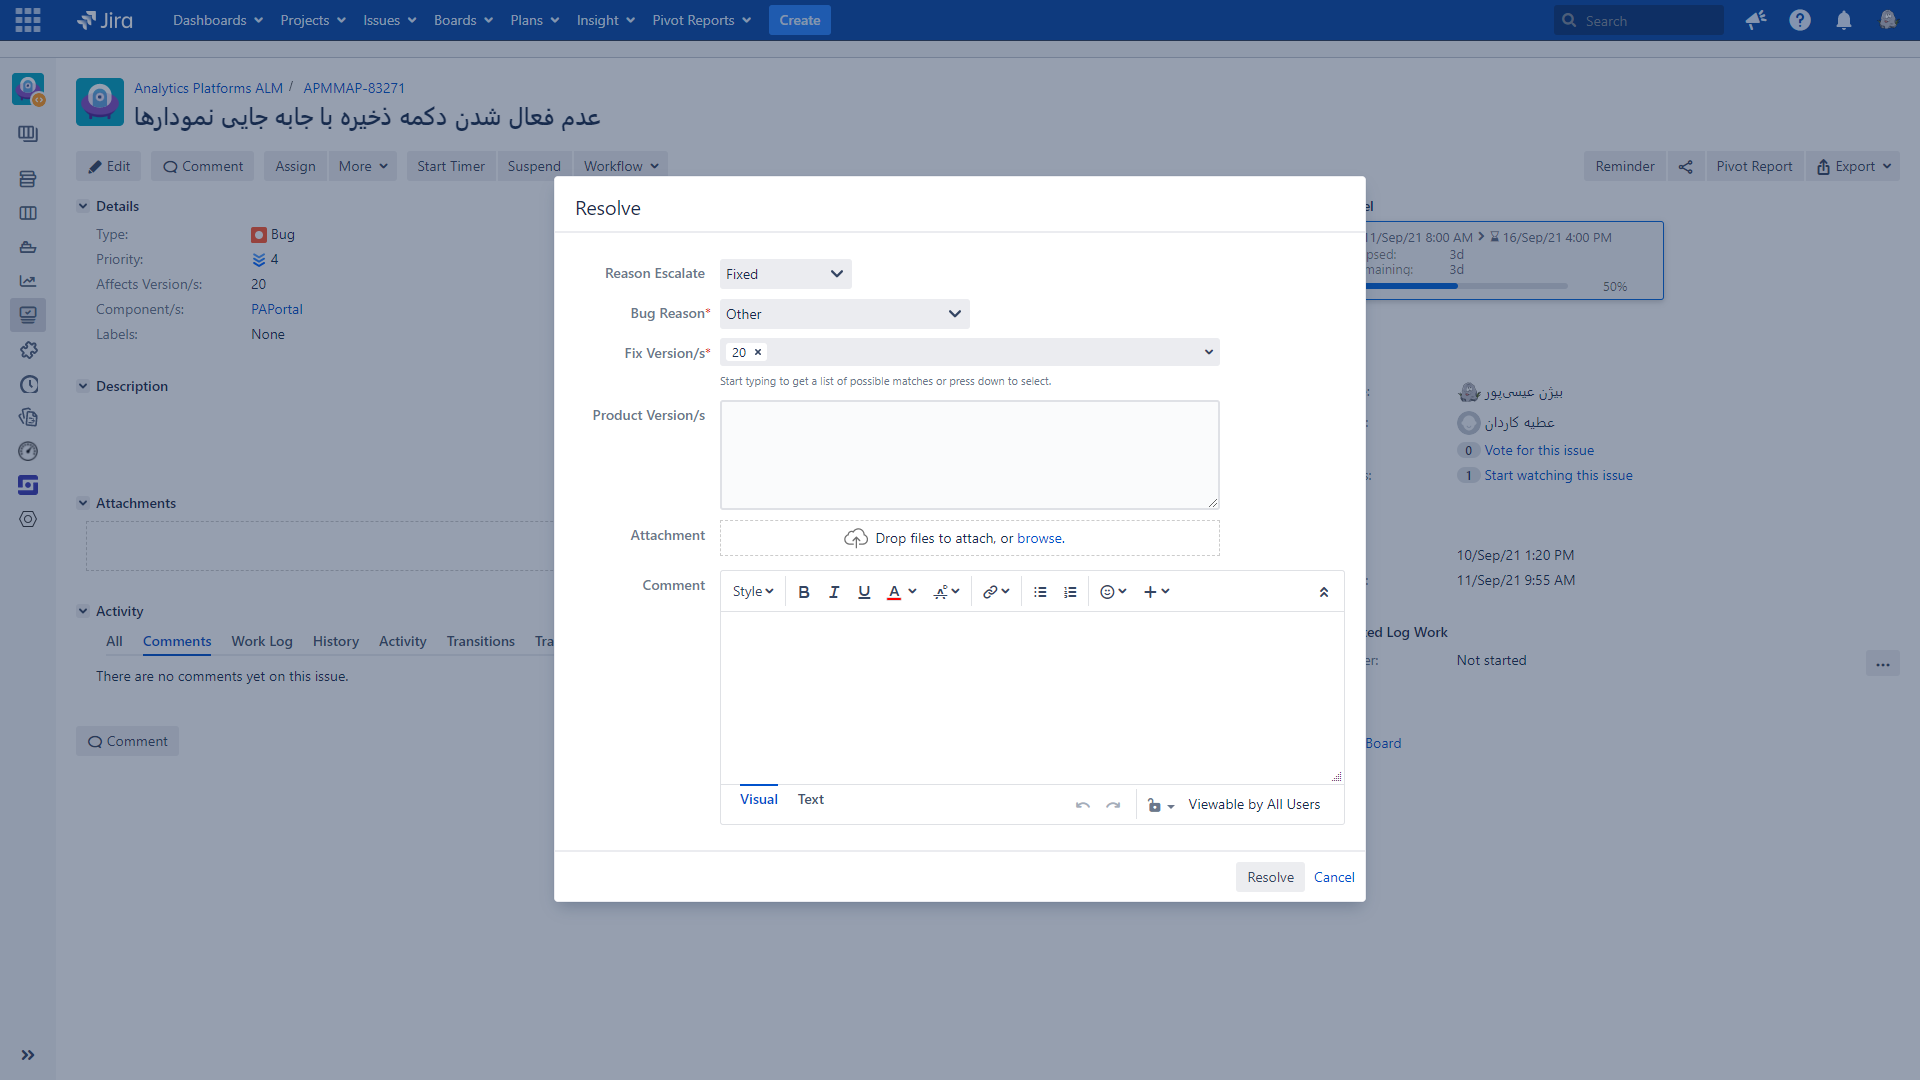 Jira
Dashboards
Projects
Issues
Boards
Plans
Insight
Pivot Reports
Create
Search
Analytics Platforms ALM / APMMAP-83271
عدم فعال شدن دکمه ذخیره با جابه جایی نمودارها
Edit
Comment
Assign
More
Start Timer
Suspend
Workflow
Reminder
Pivot Report
Export
Details
Type: Bug
Priority: 4
Affects Version/s: 20
Component/s: PAPortal
Labels: None
Description
Attachments
Activity
All
Comments
Work Log
History
Activity
Transitions
Tra
There are no comments yet on this issue.
Comment
Resolve
Reason Escalate Fixed
Bug Reason* Other
Fix Version/s* 20 ×
Start typing to get a list of possible matches or press down to select.
Product Version/s
Attachment Drop files to attach, or browse.
Comment
Style
B I U A
Visual
Text
Viewable by All Users
Resolve
Cancel
el
11/Sep/21 8:00 AM > 16/Sep/21 4:00 PM
psed: 3d
maining: 3d
50%
بیژن عیسی‌پور
عطیه کاردان
0 Vote for this issue
1 Start watching this issue
10/Sep/21 1:20 PM
11/Sep/21 9:55 AM
ed Log Work
er: Not started
Board